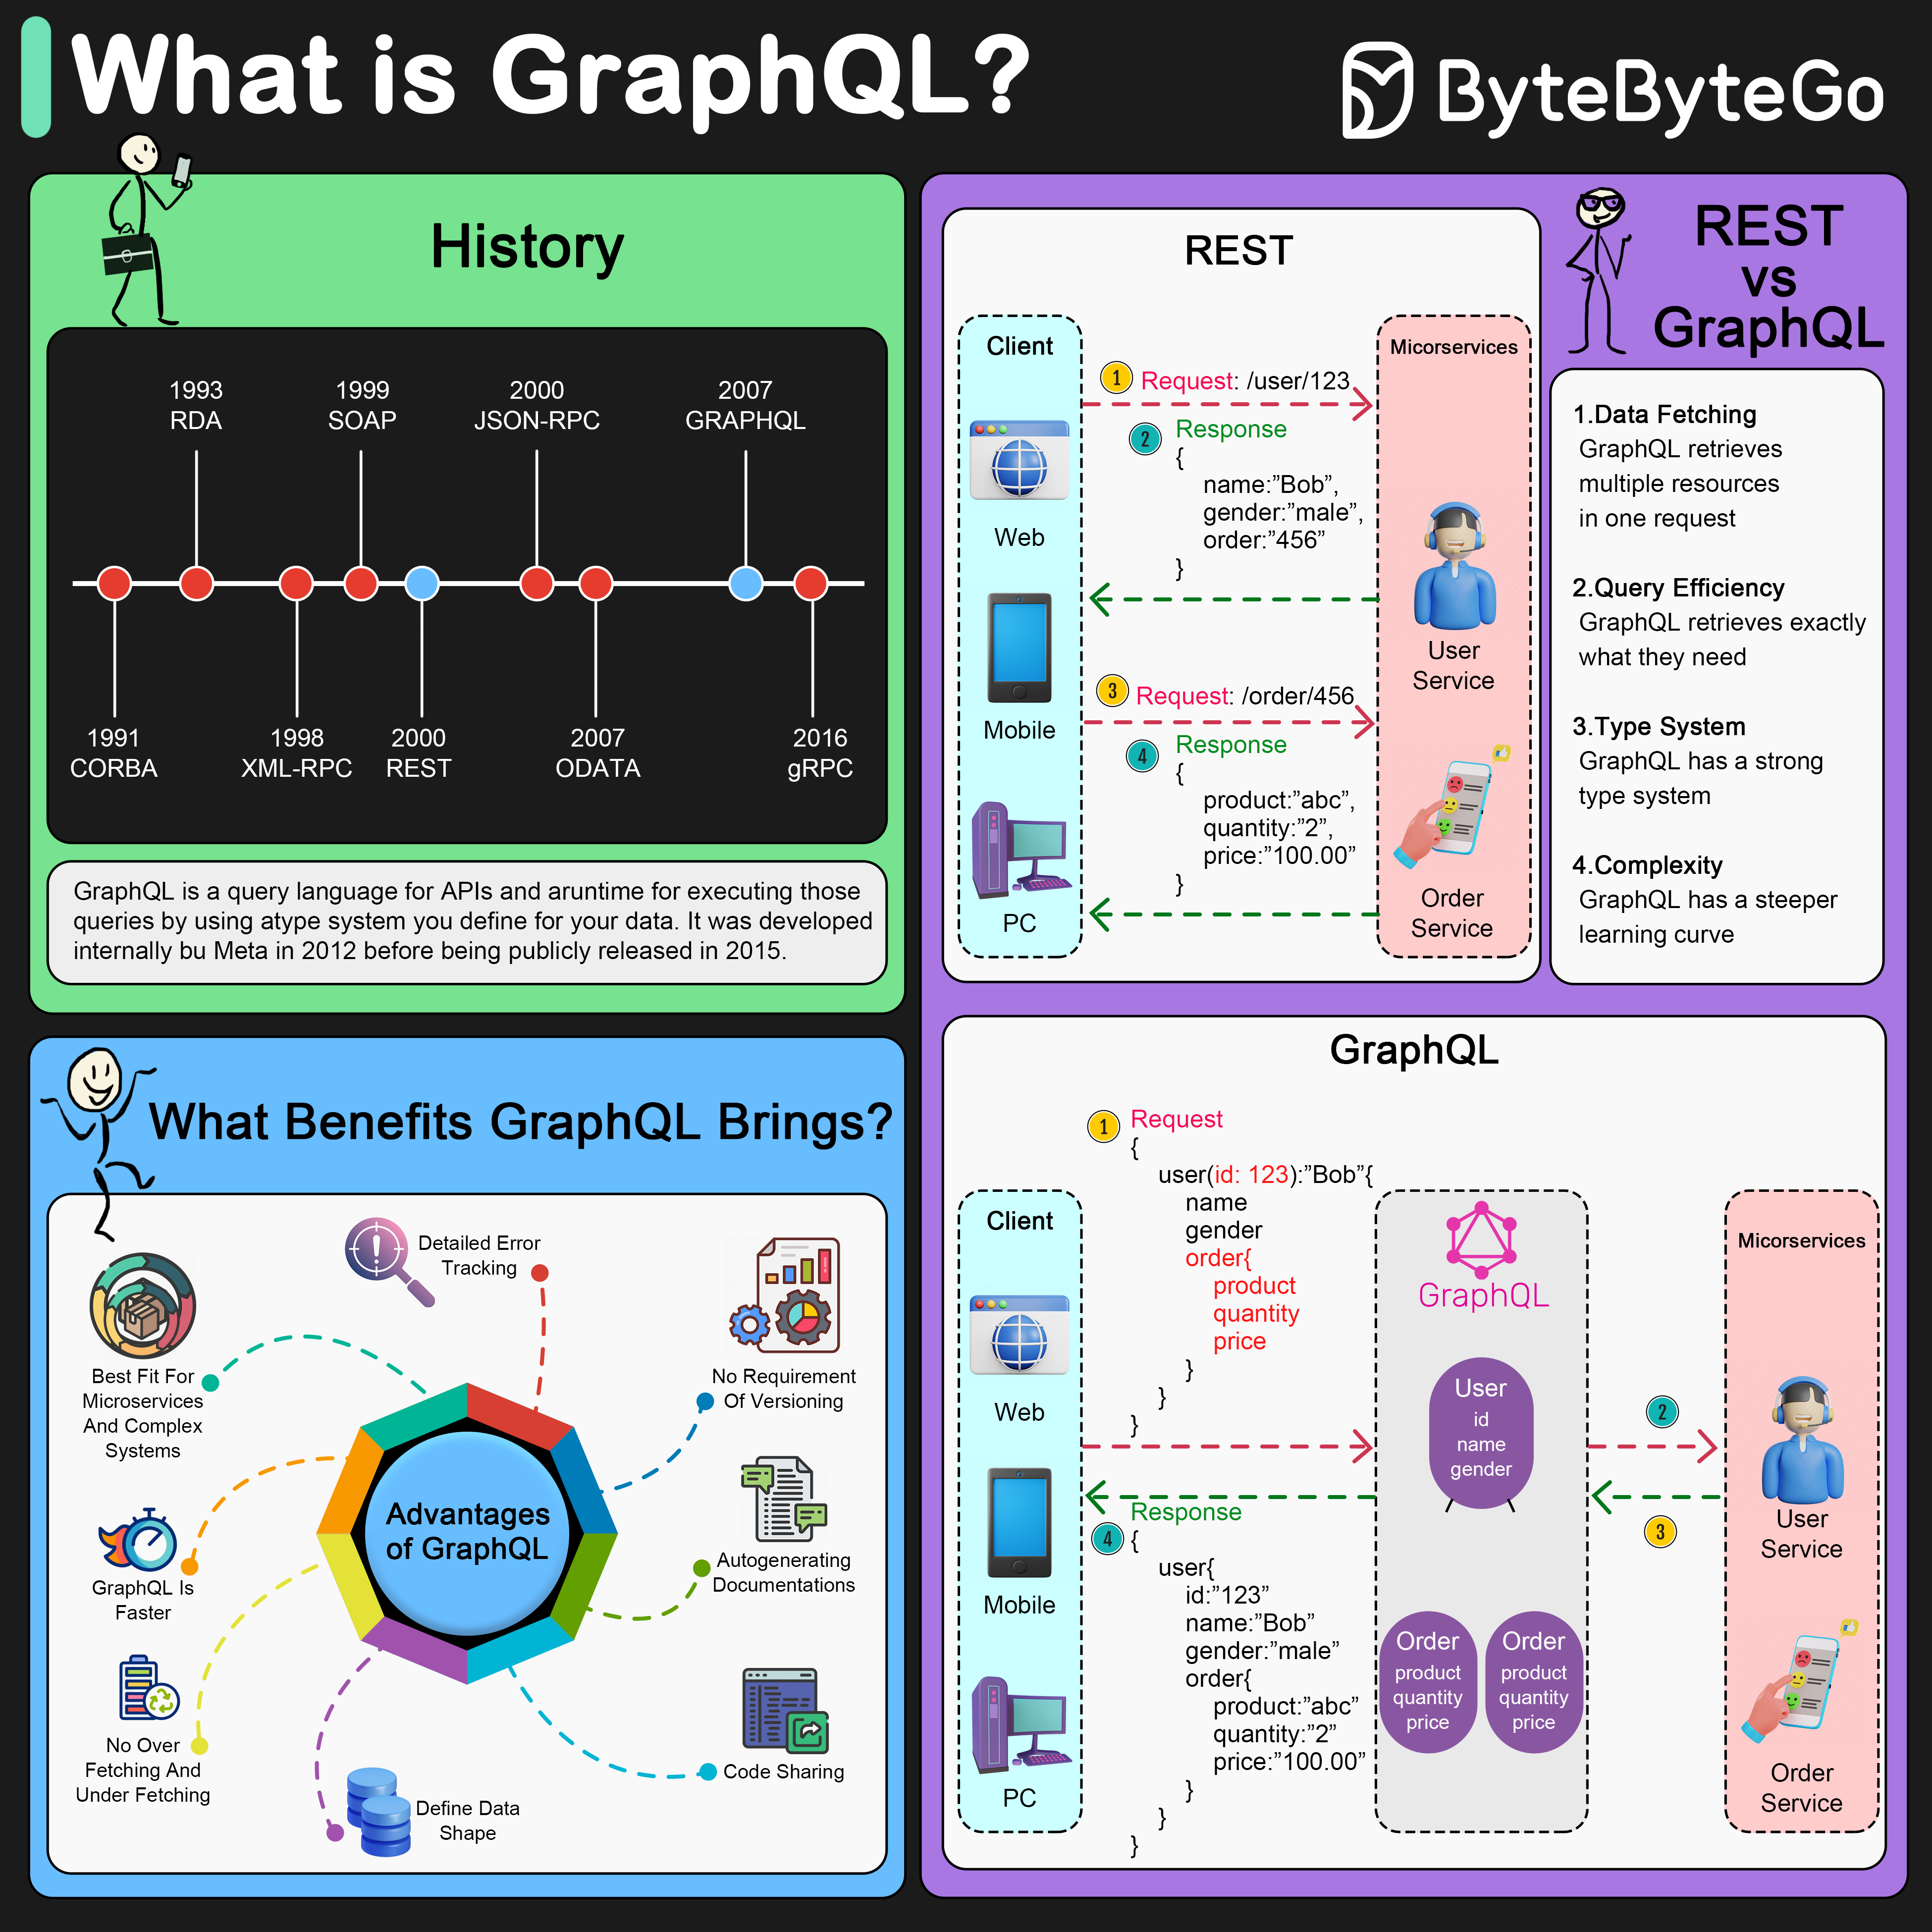 What is GraphQL?
ByteByteGo
History
1993
RDA
1999
SOAP
2000
JSON-RPC
2007
GRAPHQL
1991
CORBA
1998
XML-RPC
2000
REST
2007
ODATA
2016
gRPC
GraphQL is a query language for APIs and aruntime for executing those
queries by using atype system you define for your data. It was developed
internally bu Meta in 2012 before being publicly released in 2015.
What Benefits GraphQL Brings?
Detailed Error
Tracking
Best Fit For
Microservices
And Complex
Systems
No Requirement
Of Versioning
Advantages
of GraphQL
GraphQL Is
Faster
Autogenerating
Documentations
No Over
Fetching And
Under Fetching
Code Sharing
Define Data
Shape
REST
vs
GraphQL
REST
Client
Web
Mobile
PC
1 Request: /user/123
2 Response
{
name:”Bob”,
gender:”male”,
order:”456”
}
3 Request: /order/456
4 Response
{
product:”abc”,
quantity:”2”,
price:”100.00”
}
Micorservices
User
Service
Order
Service
1.Data Fetching
GraphQL retrieves
multiple resources
in one request
2.Query Efficiency
GraphQL retrieves exactly
what they need
3.Type System
GraphQL has a strong
type system
4.Complexity
GraphQL has a steeper
learning curve
GraphQL
Client
Web
Mobile
PC
1 Request
{
user(id: 123):”Bob”{
name
gender
order{
product
quantity
price
}
}
}
Response
4 {
user{
id:”123”
name:”Bob”
gender:”male”
order{
product:”abc”
quantity:”2”
price:”100.00”
}
}
}
GraphQL
User
id
name
gender
Order
product
quantity
price
Order
product
quantity
price
2
3
Micorservices
User
Service
Order
Service